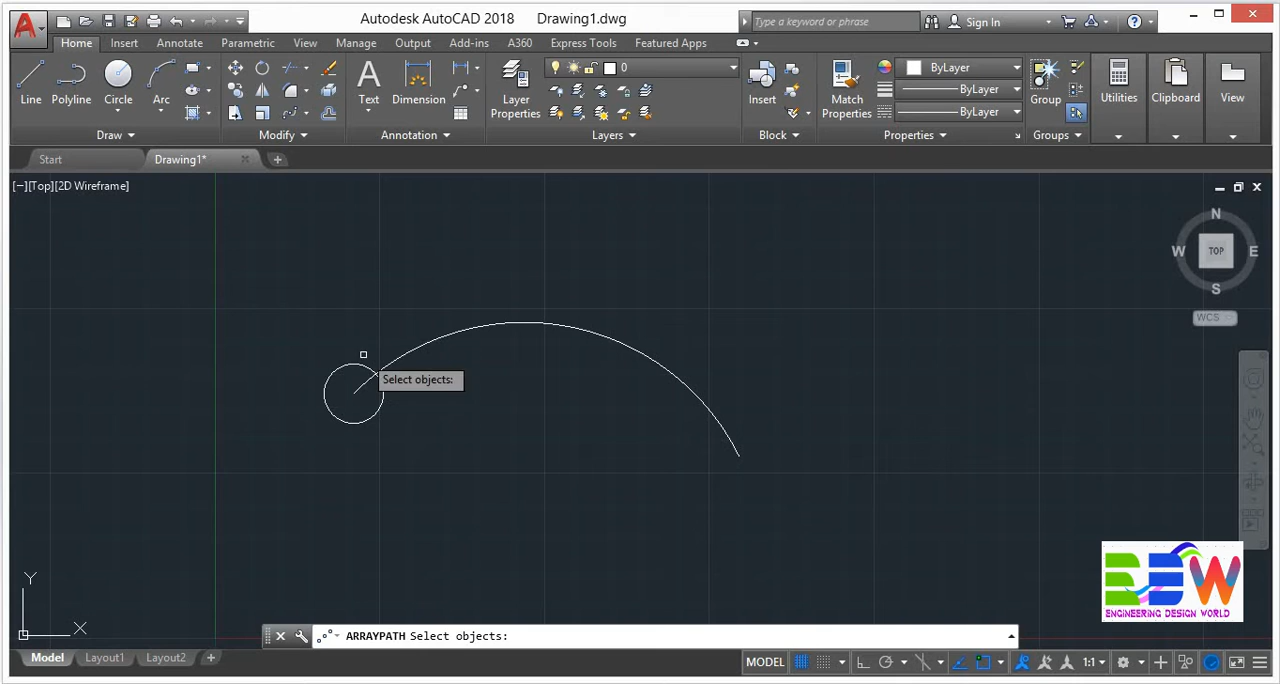 Autodesk AutoCAD 2018 Drawing1.dwg
Type a keyword or phrase
Sign In
Home Insert Annotate Parametric View Manage Output Add-ins A360 Express Tools Featured Apps
Line Polyline Circle Arc
Text Dimension
Layer Properties
0
Insert
Match Properties
ByLayer
ByLayer
ByLayer
Group
Utilities
Clipboard
View
Draw Modify Annotation Layers Block Properties Groups
Start Drawing1*
[−][Top][2D Wireframe]
N
W TOP E
S
WCS
Select objects:
EDW
ENGINEERING DESIGN WORLD
Y
X
ARRAYPATH Select objects:
Model Layout1 Layout2
MODEL 1:1